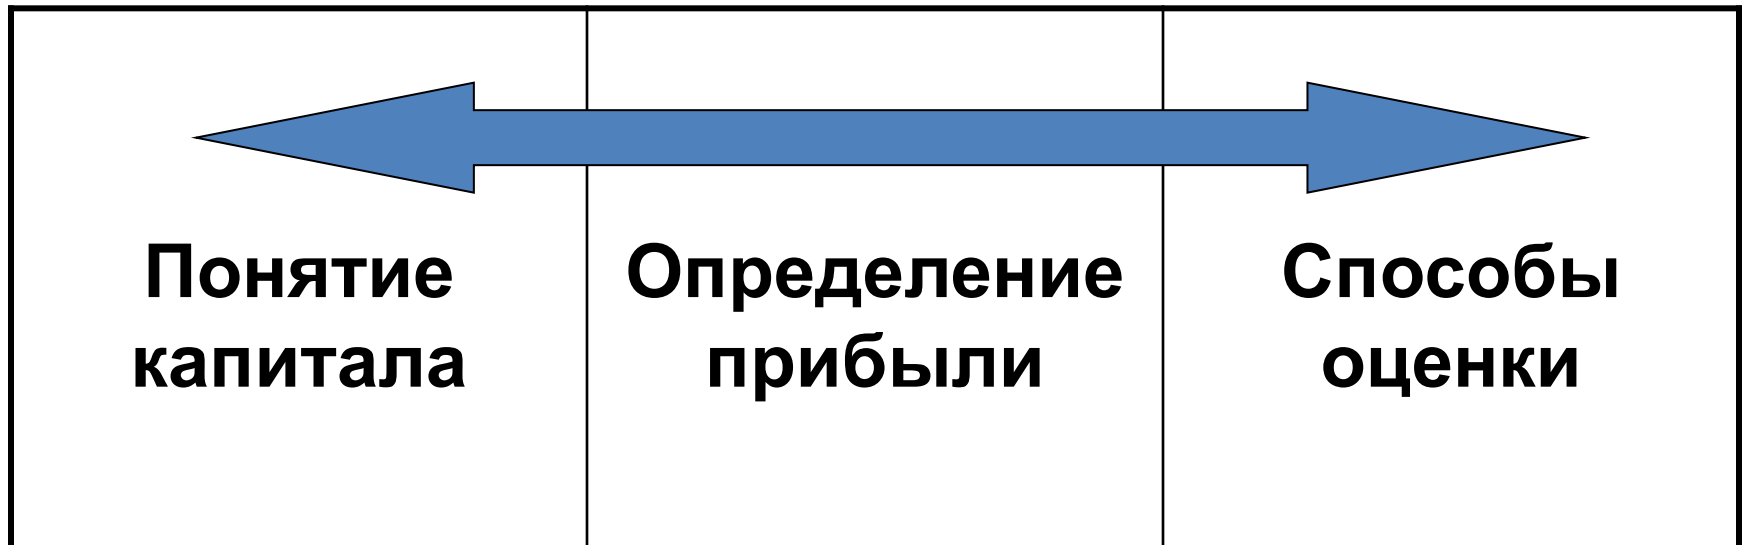 Понятие
капитала
Определение
прибыли
Способы
оценки